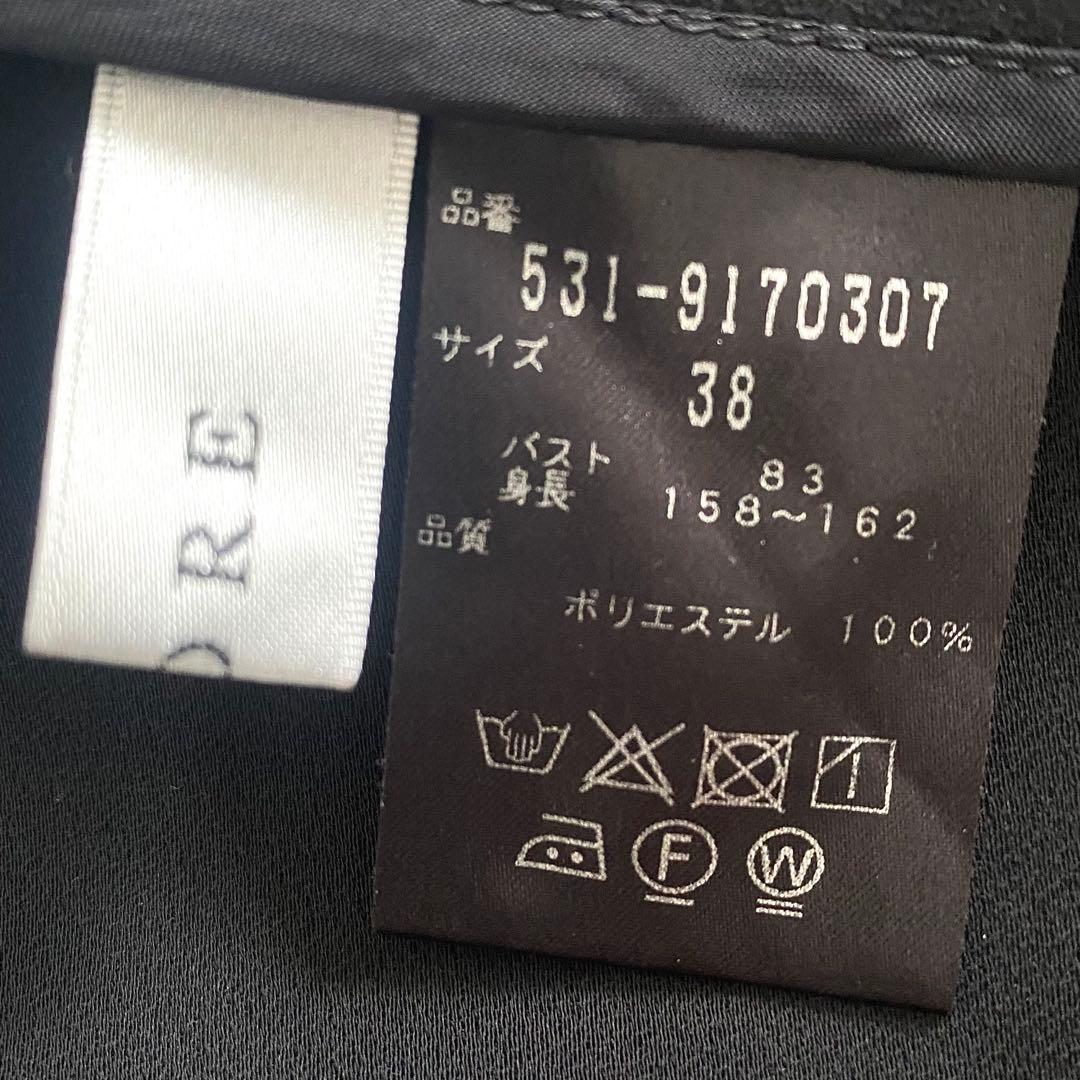 品番
531-9170307
サイズ 38
バスト 83
身長 158~162
品質
ポリエステル 100%
F W
RE